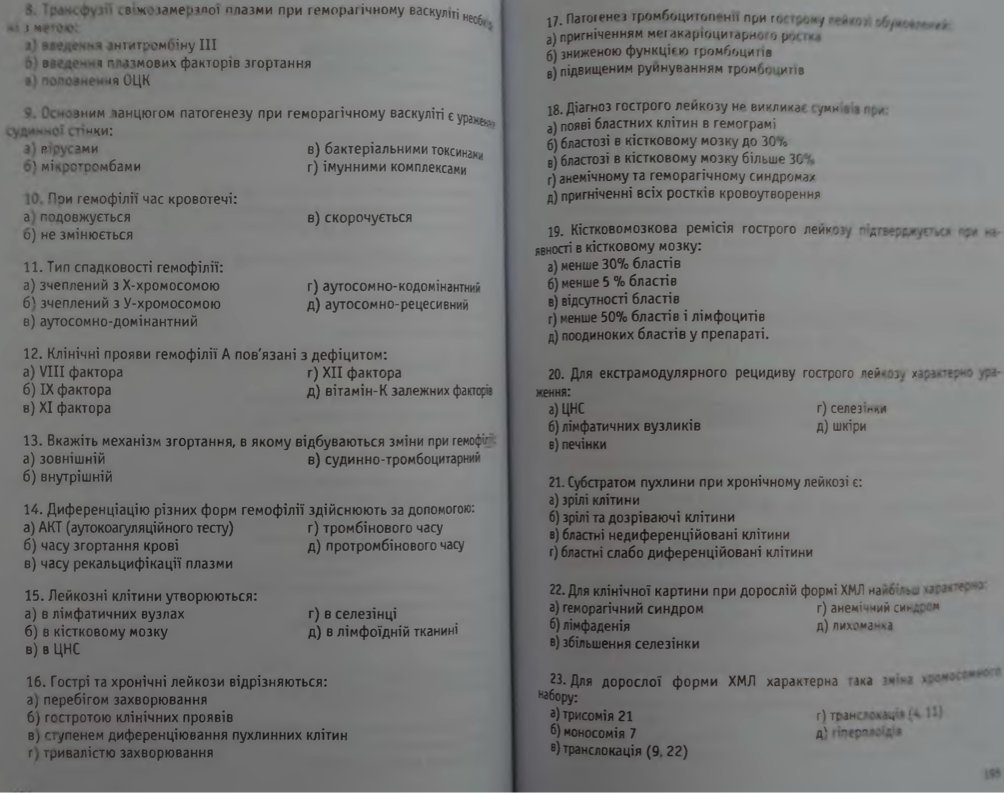 8. Трансфузії свіжозамерзлої плазми при геморагічному васкуліті
з метою:
а) введення антитромбіну III
б) введення плазмових факторів згортання
в) поповнення ОЦК
9. Основним ланцюгом патогенезу при геморагічному васкуліті є ураження
судинної стінки:
а) вірусами
в) бактеріальними токсинами
б) мікротромбами
г) імунними комплексами
10. При гемофілії час кровотечі:
а) подовжується
в) скорочується
б) не змінюється
11. Тип спадковості гемофілії:
а) зчеплений з Х-хромосомою
г) аутосомно-кодомінантний
б) зчеплений з У-хромосомою
д) аутосомно-рецесивний
в) аутосомно-домінантний
12. Клінічні прояви гемофілії А пов'язані з дефіцитом:
а) VIII фактора
г) XII фактора
б) IX фактора
д) вітамін-К залежних факторів
в) XI фактора
13. Вкажіть механізм згортання, в якому відбуваються зміни при гемофілії:
а) зовнішній
в) судинно-тромбоцитарний
б) внутрішній
14. Диференціацію різних форм гемофілії здійснюють за допомогою:
а) АКТ (аутокоагуляційного тесту)
г) тромбінового часу
б) часу згортання крові
д) протромбінового часу
в) часу рекальцифікації плазми
15. Лейкозні клітини утворюються:
а) в лімфатичних вузлах
г) в селезінці
б) в кістковому мозку
д) в лімфоїдній тканині
в) в ЦНС
16. Гострі та хронічні лейкози відрізняються:
а) перебігом захворювання
б) гостротою клінічних проявів
в) ступенем диференціювання пухлинних клітин
г) тривалістю захворювання
17. Патогенез тромбоцитопенії при гострому лейкозі обумовлений:
а) пригніченням мегакаріоцитарного ростка
б) зниженою функцією тромбоцитів
в) підвищеним руйнуванням тромбоцитів
18. Діагноз гострого лейкозу не викликає сумнівів при:
а) появі бластних клітин в гемограмі
б) бластозі в кістковому мозку до 30%
в) бластозі в кістковому мозку більше 30%
г) анемічному та геморагічному синдромах
д) пригніченні всіх ростків кровоутворення
19. Кістковомозкова ремісія гострого лейкозу підтверджується при на-
явності в кістковому мозку:
а) менше 30% бластів
б) менше 5 % бластів
в) відсутності бластів
г) менше 50% бластів і лімфоцитів
д) поодиноких бластів у препараті.
20. Для екстрамодулярного рецидиву гострого лейкозу характерно ура-
ження:
а) ЦНС
г) селезінки
б) лімфатичних вузликів
д) шкіри
в) печінки
21. Субстратом пухлини при хронічному лейкозі є:
а) зрілі клітини
б) зрілі та дозріваючі клітини
в) бластні недиференційовані клітини
г) бластні слабо диференційовані клітини
22. Для клінічної картини при дорослій формі ХМЛ найбільш характерно:
а) геморагічний синдром
г) анемічний синдром
б) лімфаденія
д) лихоманка
в) збільшення селезінки
23. Для дорослої форми ХМЛ характерна така зміна хромосомного
набору:
а) трисомія 21
г) транслокація (4, 11)
б) моносомія 7
д) гіперплоїдія
в) транслокація (9, 22)